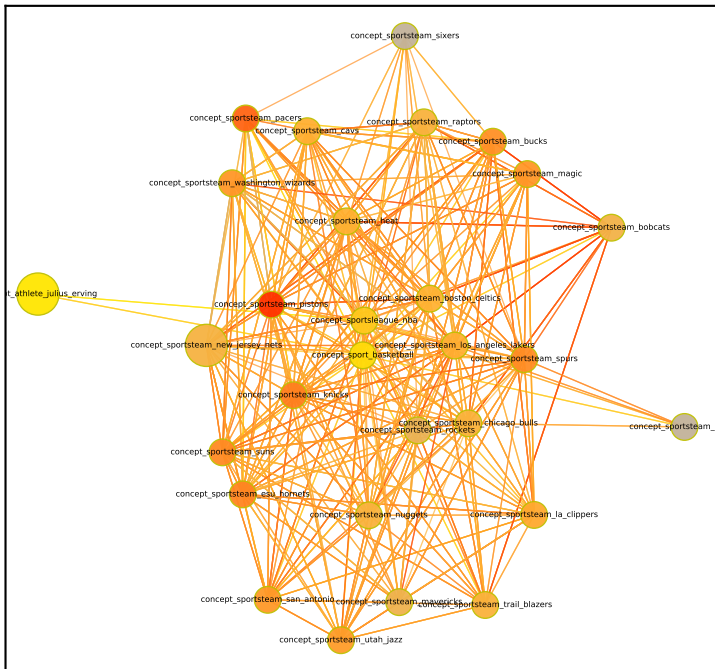 concept_sportsteam_sixers
concept_sportsteam_pacers
concept_sportsteam_raptors
concept_sportsteam_cavs
concept_sportsteam_bucks
concept_sportsteam_magic
concept_sportsteam_washington_wizards
concept_sportsteam_heat
concept_sportsteam_bobcats
t_athlete_julius_erving
concept_sportsteam_boston_celtics
concept_sportsteam_pistons
concept_sportsleague_nba
concept_sportsteam_new_jersey_nets
concept_sportsteam_los_angeles_lakers
concept_sport_basketball
concept_sportsteam_spurs
concept_sportsteam_knicks
concept_sportsteam_chicago_bulls
concept_sportsteam_
concept_sportsteam_rockets
concept_sportsteam_suns
concept_sportsteam_esu_hornets
concept_sportsteam_nuggets
concept_sportsteam_la_clippers
concept_sportsteam_san_antonio
concept_sportsteam_mavericks
concept_sportsteam_trail_blazers
concept_sportsteam_utah_jazz